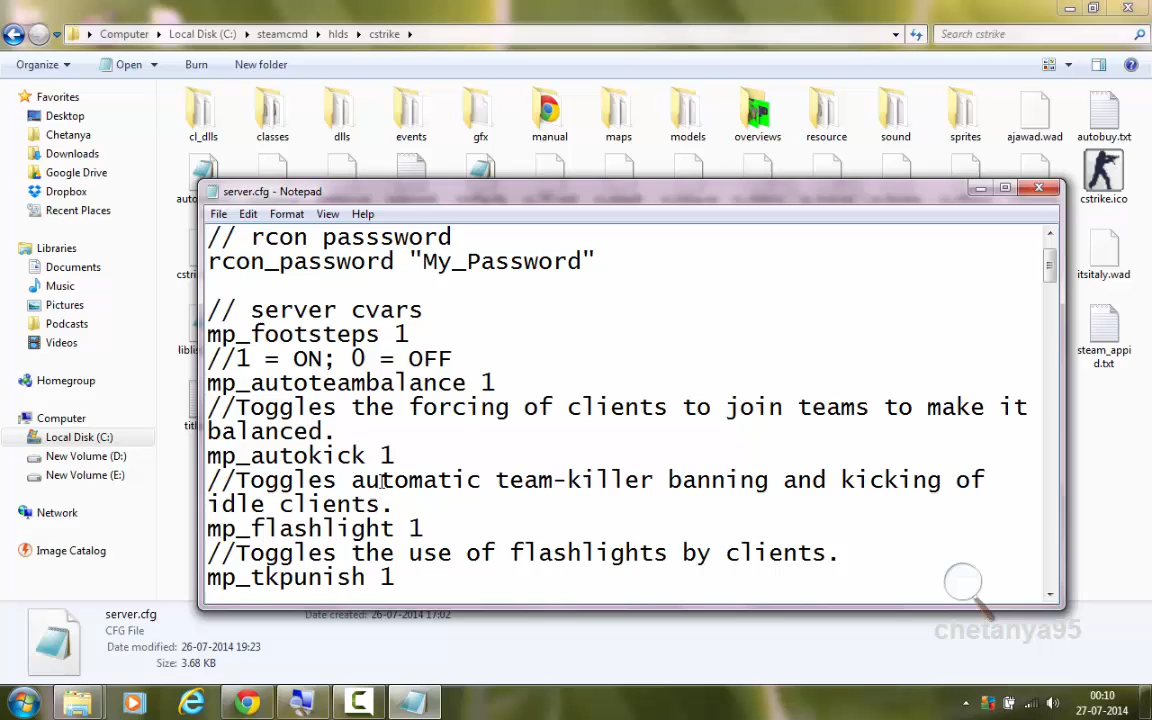 Computer Local Disk (C:) steamcmd hlds cstrike
Search cstrike
Organize Open Burn New folder
Favorites
Desktop
Chetanya
Downloads
Google Drive
Dropbox
Recent Places
Libraries
Documents
Music
Pictures
Podcasts
Videos
Homegroup
Computer
Local Disk (C:)
New Volume (D:)
New Volume (E:)
Network
Image Catalog
cl_dlls classes dlls events gfx manual maps models overviews resource sound sprites ajawad.wad autobuy.txt
cstrike.ico
itsitaly.wad
steam_appi
d.txt
server.cfg - Notepad
File Edit Format View Help
// rcon passsword
rcon_password "My_Password"
// server cvars
mp_footsteps 1
//1 = ON; 0 = OFF
mp_autoteambalance 1
//Toggles the forcing of clients to join teams to make it
balanced.
mp_autokick 1
//Toggles automatic team-killer banning and kicking of
idle clients.
mp_flashlight 1
//Toggles the use of flashlights by clients.
mp_tkpunish 1
server.cfg
Date created: 26-07-2014 17:02
CFG File
Date modified: 26-07-2014 19:23
Size: 3.68 KB
chetanya95
00:10
27-07-2014